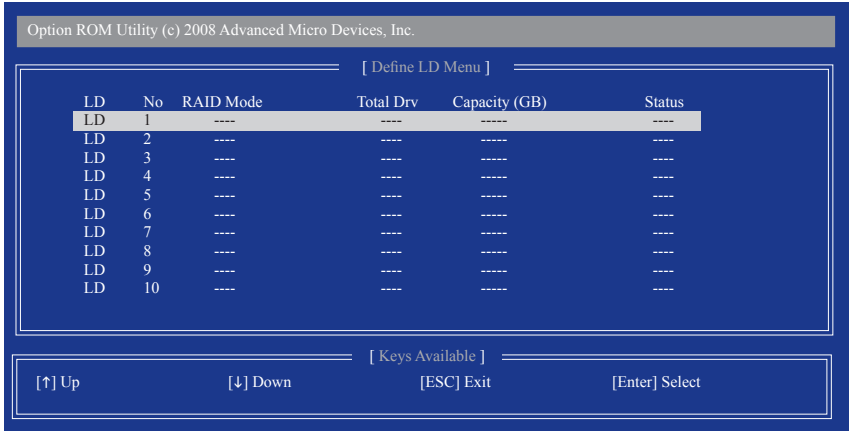 Option ROM Utility (c) 2008 Advanced Micro Devices, Inc.
[ Define LD Menu ]
LD No RAID Mode Total Drv Capacity (GB) Status
LD 1 ---- ---- ----- ----
LD 2 ---- ---- ----- ----
LD 3 ---- ---- ----- ----
LD 4 ---- ---- ----- ----
LD 5 ---- ---- ----- ----
LD 6 ---- ---- ----- ----
LD 7 ---- ---- ----- ----
LD 8 ---- ---- ----- ----
LD 9 ---- ---- ----- ----
LD 10 ---- ---- ----- ----
[ Keys Available ]
[↑] Up [↓] Down [ESC] Exit [Enter] Select